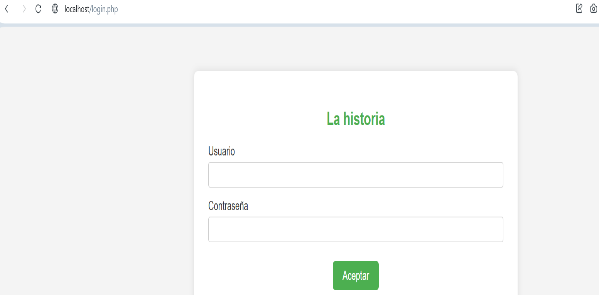 localhost/login.php
La historia
Usuario
Contraseña
Aceptar